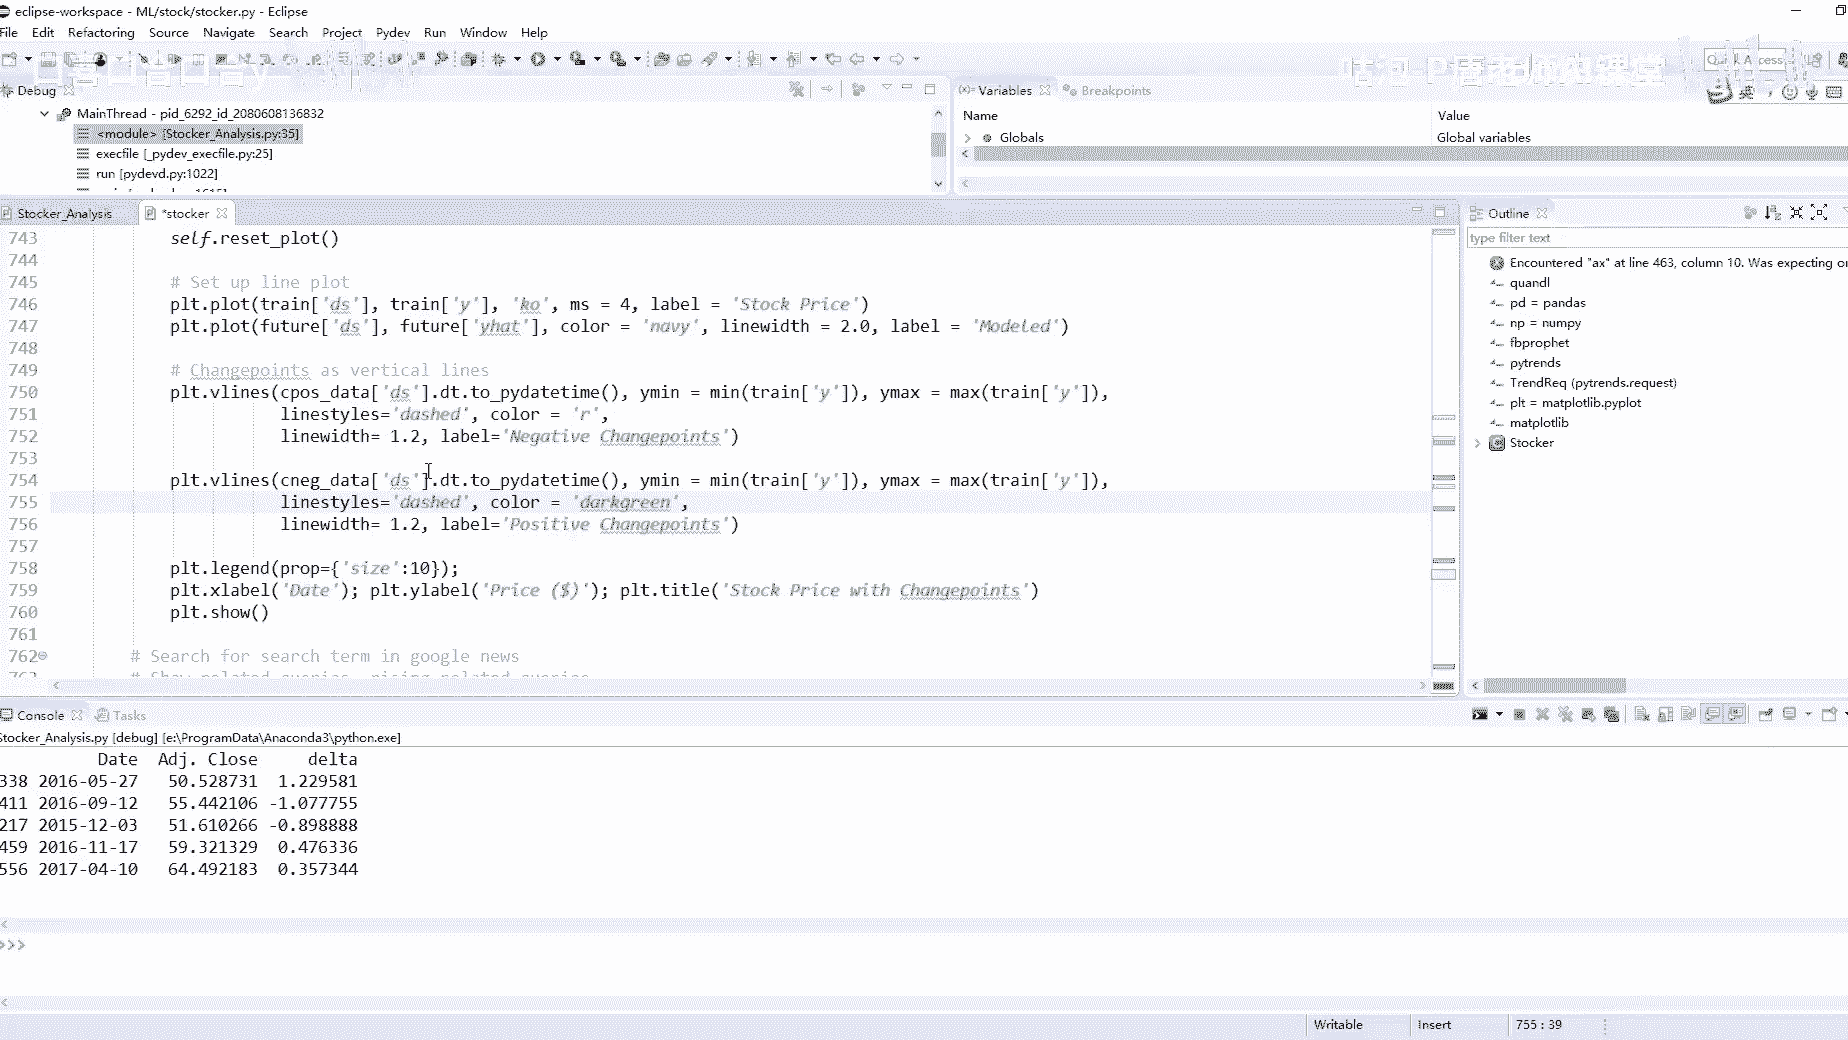 eclipse-workspace - ML/stock/stocker.py - Eclipse
File Edit Refactoring Source Navigate Search Project Pydev Run Window Help
Debug
MainThread - pid_6292_id_2080608136832
<module> [Stocker_Analysis.py:35]
execfile [_pydev_execfile.py:25]
run [pydevd.py:1022]
Variables Breakpoints
Name Value
Globals Global variables
Stocker_Analysis *stocker
743 self.reset_plot()
744
745 # Set up line plot
746 plt.plot(train['ds'], train['y'], 'ko', ms = 4, label = 'Stock Price')
747 plt.plot(future['ds'], future['yhat'], color = 'navy', linewidth = 2.0, label = 'Modeled')
748
749 # Changepoints as vertical lines
750 plt.vlines(cpos_data['ds'].dt.to_pydatetime(), ymin = min(train['y']), ymax = max(train['y']),
751 linestyles='dashed', color = 'r',
752 linewidth= 1.2, label='Negative Changepoints')
753
754 plt.vlines(cneg_data['ds'].dt.to_pydatetime(), ymin = min(train['y']), ymax = max(train['y']),
755 linestyles='dashed', color = 'darkgreen',
756 linewidth= 1.2, label='Positive Changepoints')
757
758 plt.legend(prop={'size':10});
759 plt.xlabel('Date'); plt.ylabel('Price ($)'); plt.title('Stock Price with Changepoints')
760 plt.show()
761
762 # Search for search term in google news
# Show related queries, rising related queries
Outline
type filter text
Encountered "ax" at line 463, column 10. Was expecting
quandl
pd = pandas
np = numpy
fbprophet
pytrends
TrendReq (pytrends.request)
plt = matplotlib.pyplot
matplotlib
Stocker
Console Tasks
Stocker_Analysis.py [debug] [e:\ProgramData\Anaconda3\python.exe]
Date Adj. Close delta
338 2016-05-27 50.528731 1.229581
411 2016-09-12 55.442106 -1.077755
217 2015-12-03 51.610266 -0.898888
459 2016-11-17 59.321329 0.476336
556 2017-04-10 64.492183 0.357344
>>>
Writable Insert 755 : 39